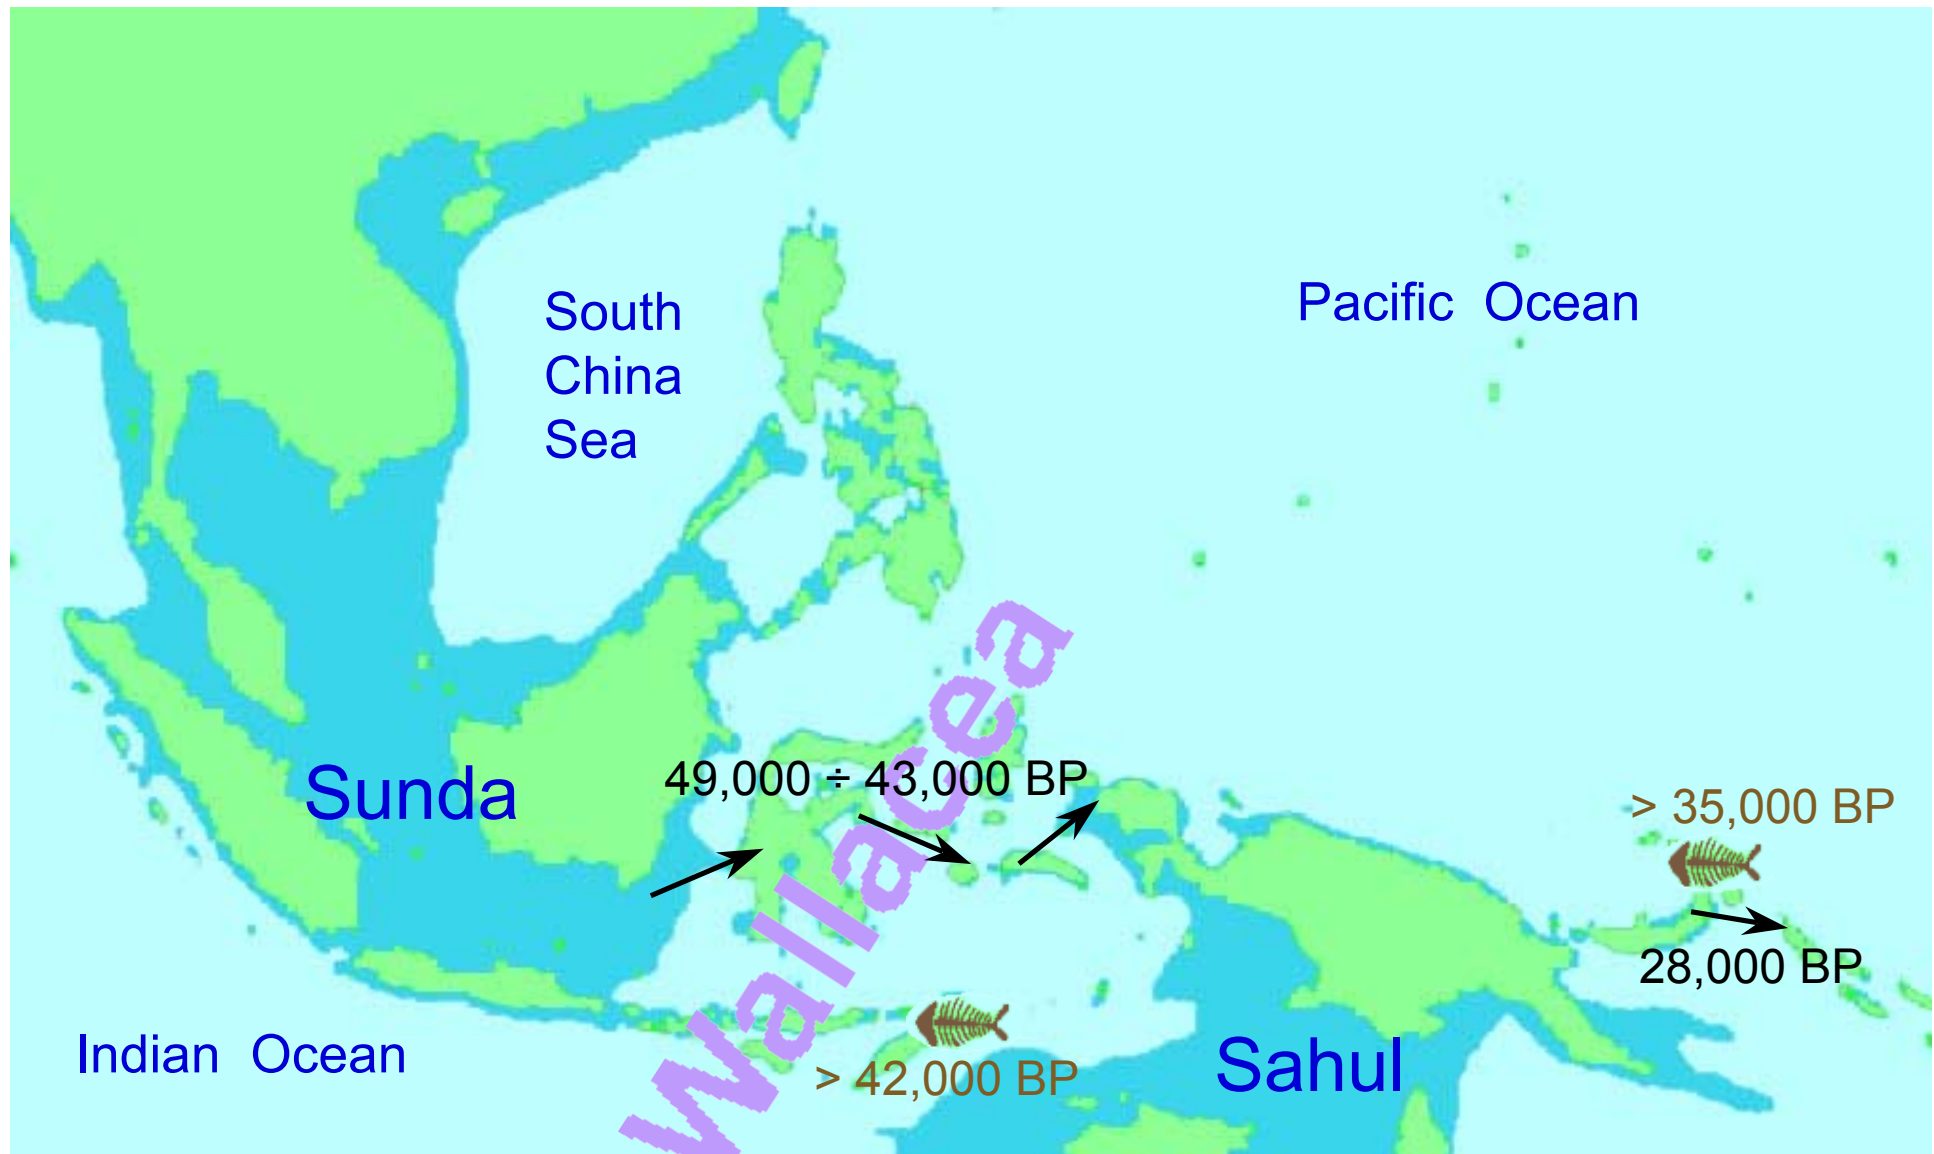 South
China
Sea
Pacific Ocean
Sunda
49,000 ÷ 43,000 BP
wallacea
> 35,000 BP
28,000 BP
Indian Ocean
> 42,000 BP
Sahul